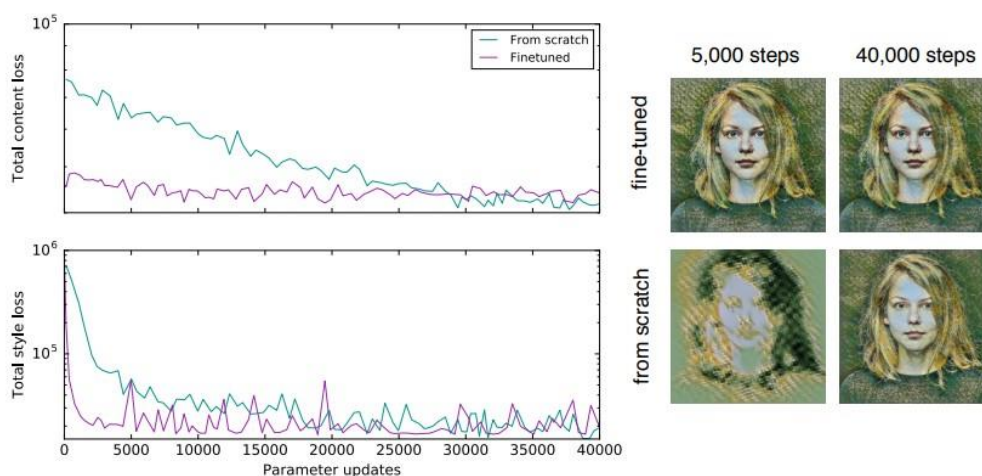 10^5
Total content loss
From scratch
Finetuned
10^6
10^5
Total style loss
0 5000 10000 15000 20000 25000 30000 35000 40000
Parameter updates
5,000 steps 40,000 steps
fine-tuned
from scratch